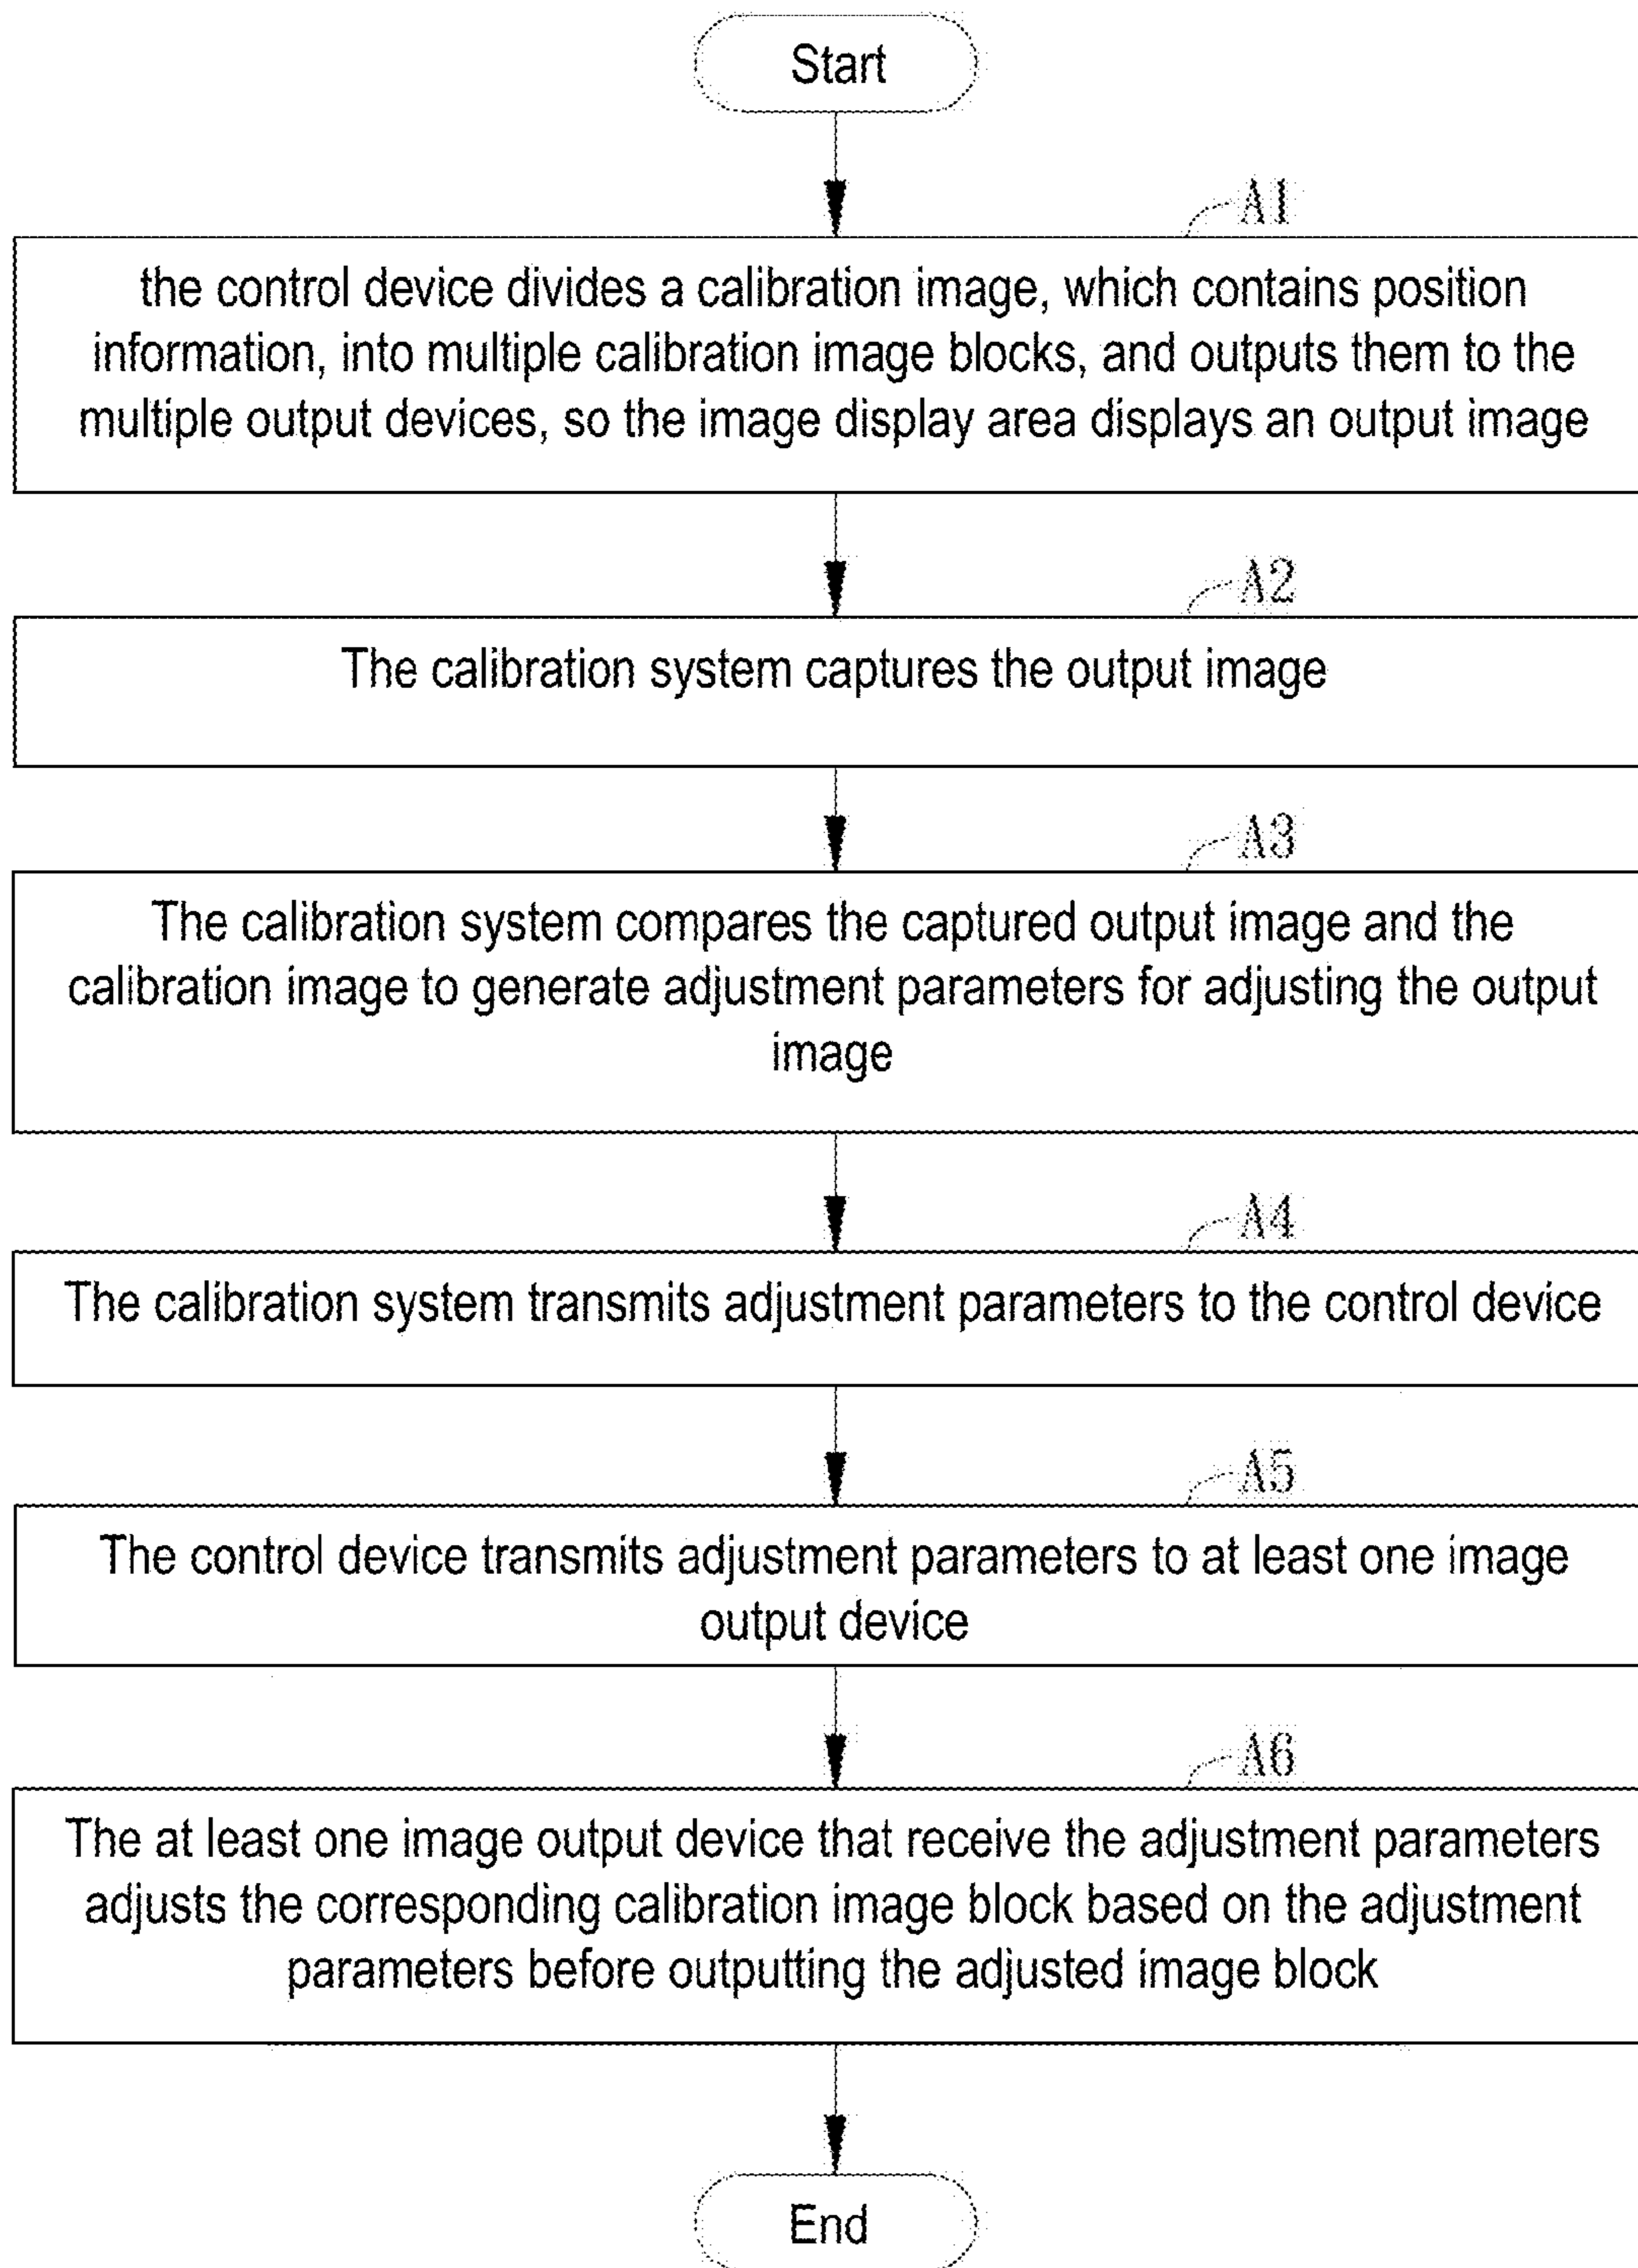 Start
A1
the control device divides a calibration image, which contains position
information, into multiple calibration image blocks, and outputs them to the
multiple output devices, so the image display area displays an output image
A2
The calibration system captures the output image
A3
The calibration system compares the captured output image and the
calibration image to generate adjustment parameters for adjusting the output
image
A4
The calibration system transmits adjustment parameters to the control device
A5
The control device transmits adjustment parameters to at least one image
output device
A6
The at least one image output device that receive the adjustment parameters
adjusts the corresponding calibration image block based on the adjustment
parameters before outputting the adjusted image block
End